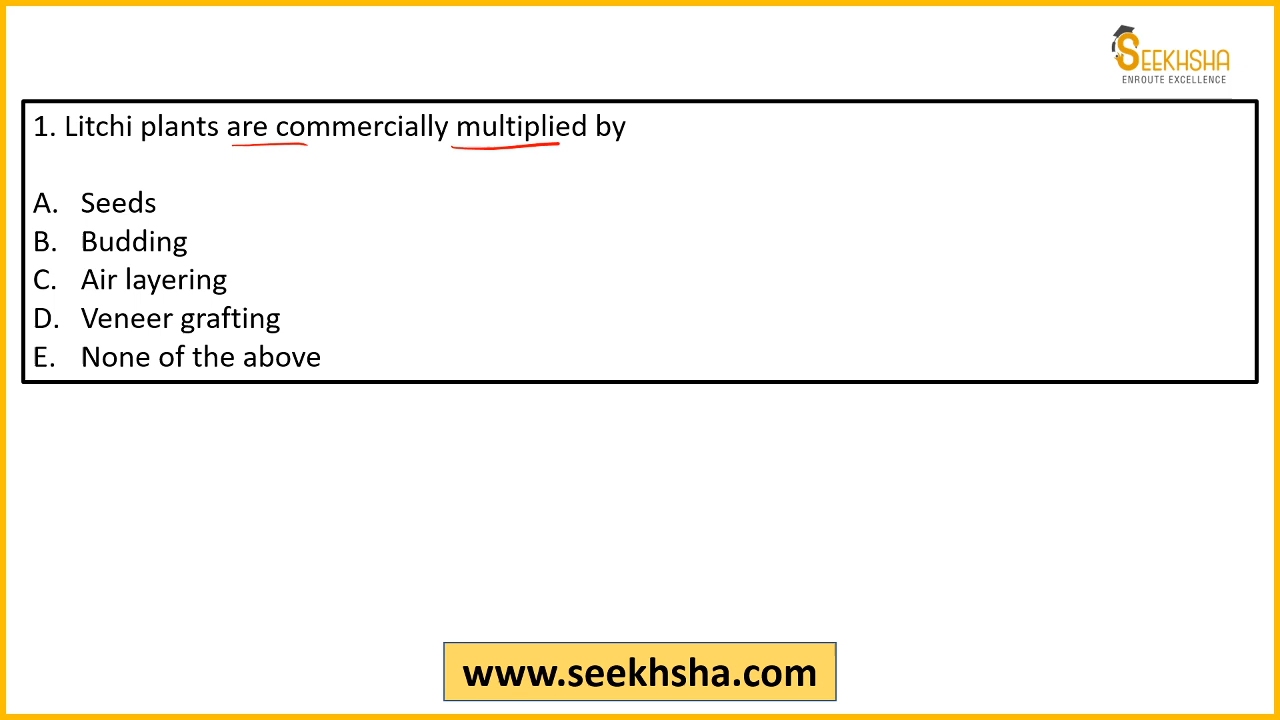 SEEKHSHA
ENROUTE EXCELLENCE
1. Litchi plants are commercially multiplied by
A. Seeds
B. Budding
C. Air layering
D. Veneer grafting
E. None of the above
www.seekhsha.com